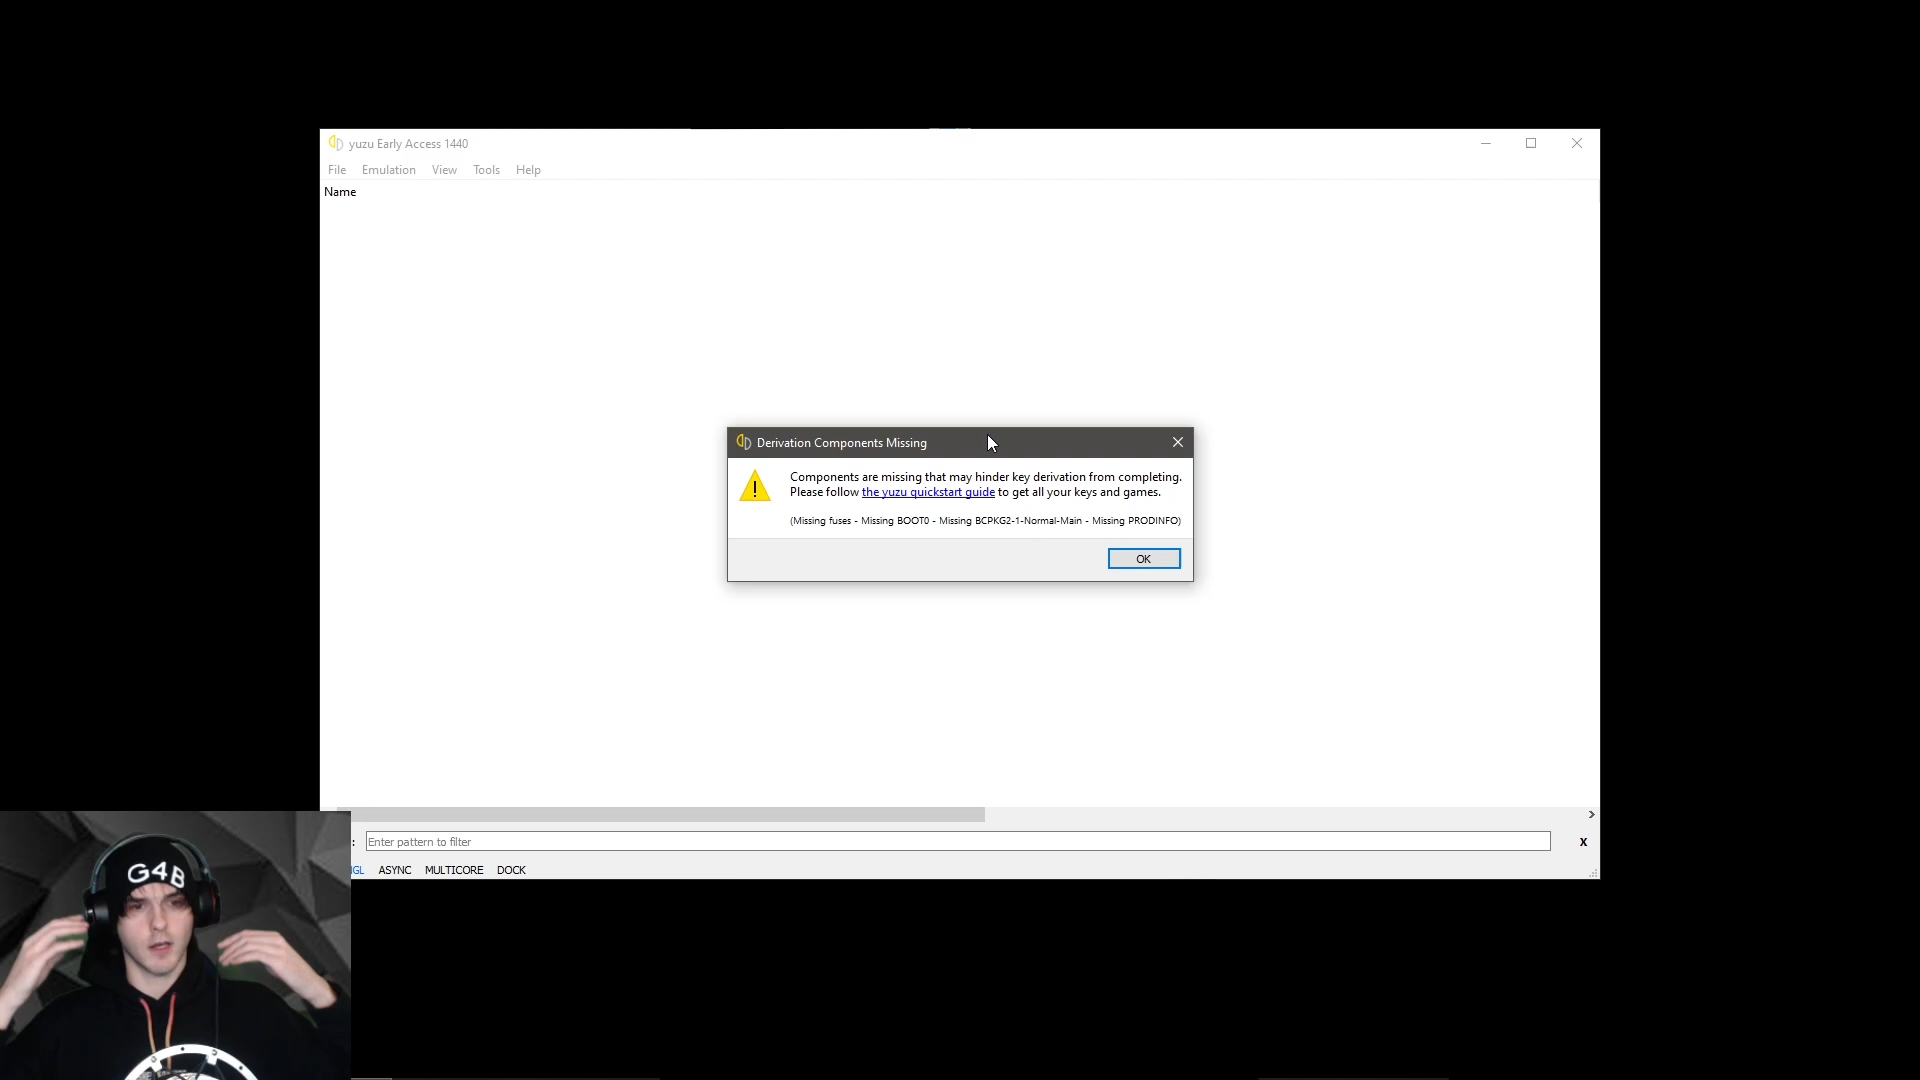 yuzu Early Access 1440
File Emulation View Tools Help
Name
Derivation Components Missing
Components are missing that may hinder key derivation from completing.
Please follow the yuzu quickstart guide to get all your keys and games.
(Missing fuses - Missing BOOT0 - Missing BCPKG2-1-Normal-Main - Missing PRODINFO)
OK
: Enter pattern to filter X
GL ASYNC MULTICORE DOCK
G4B